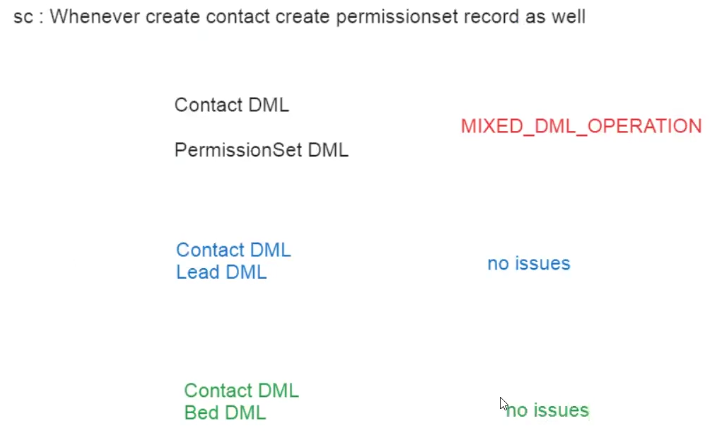 sc : Whenever create contact create permissionset record as well
Contact DML
MIXED_DML_OPERATION
PermissionSet DML
Contact DML
Lead DML
no issues
Contact DML
Bed DML
no issues